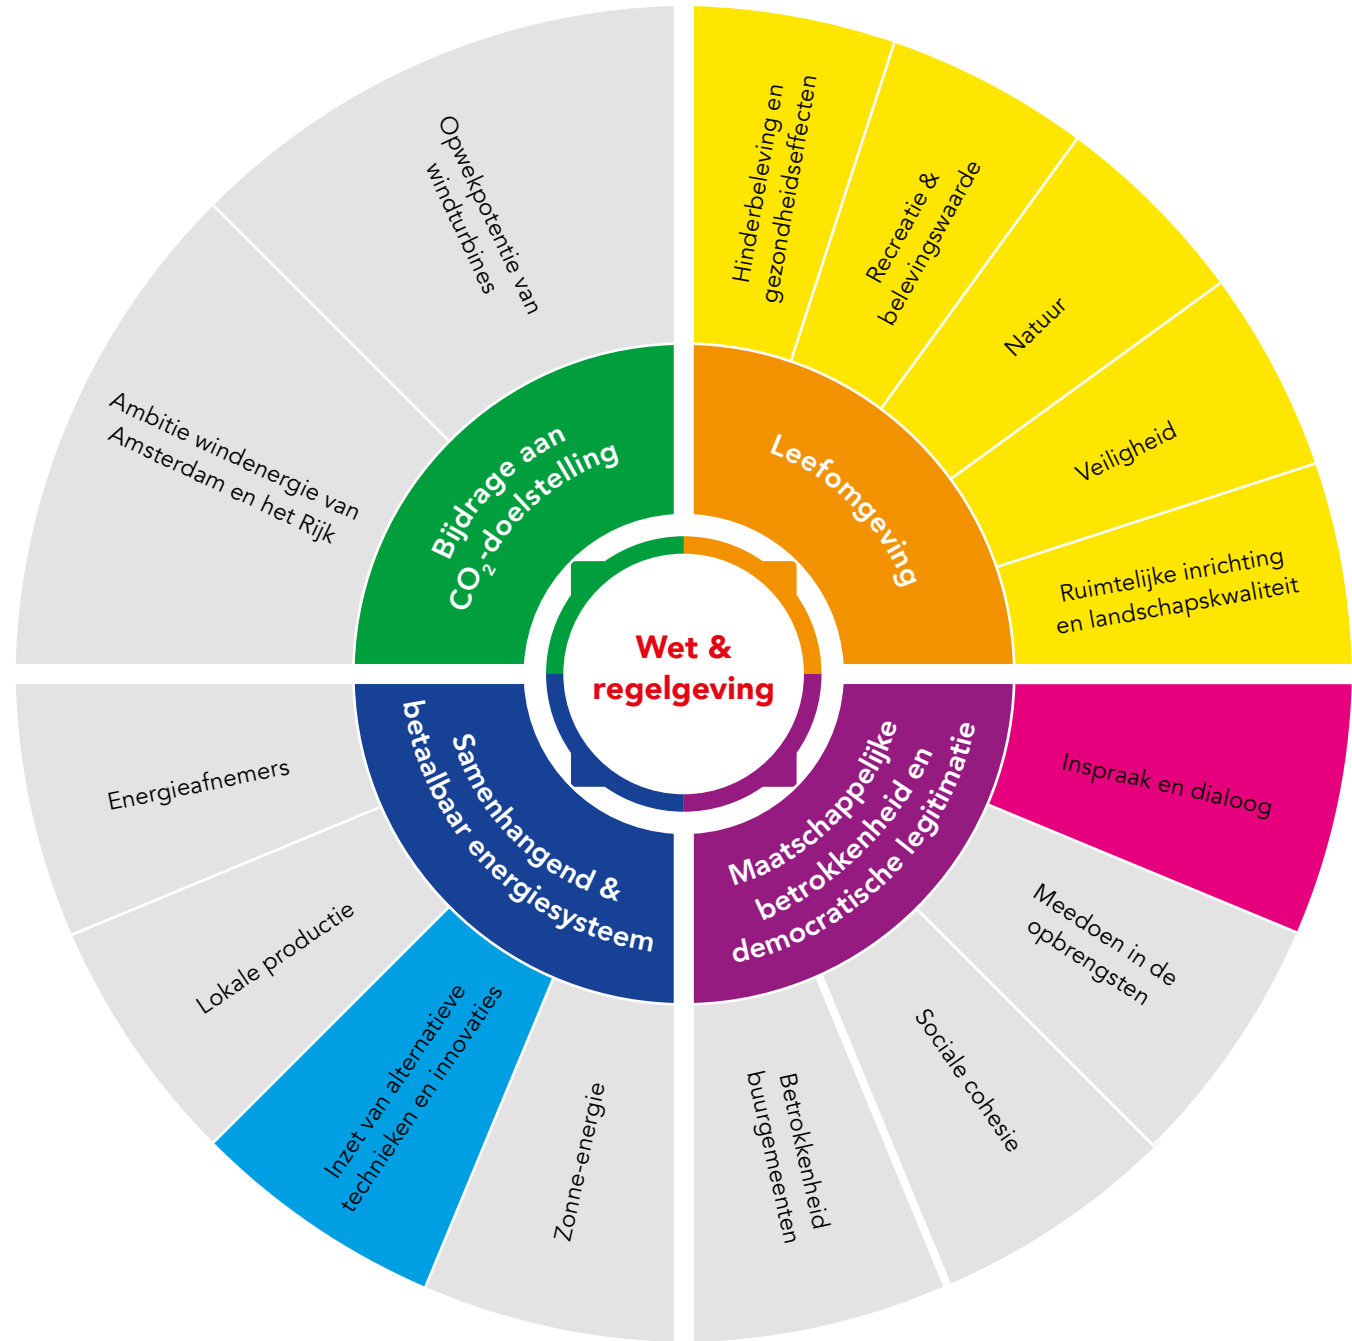 Opwekpotentie van
windturbines
Ambitie windenergie van
Amsterdam en het Rijk
Bijdrage aan
CO₂-doelstelling
Hinderbeleving en
gezondheidseffecten
Recreatie &
belevingswaarde
Natuur
Veiligheid
Ruimtelijke inrichting
en landschapskwaliteit
Leefomgeving
Wet &
regelgeving
Energieafnemers
Lokale productie
Inzet van alternatieve
technieken en innovaties
Zonne-energie
Samenhangend &
betaalbaar energiesysteem
Maatschappelijke
betrokkenheid en
democratische legitimatie
Inspraak en dialoog
Meedoen in de
opbrengsten
Sociale cohesie
Betrokkenheid
buurgemeenten